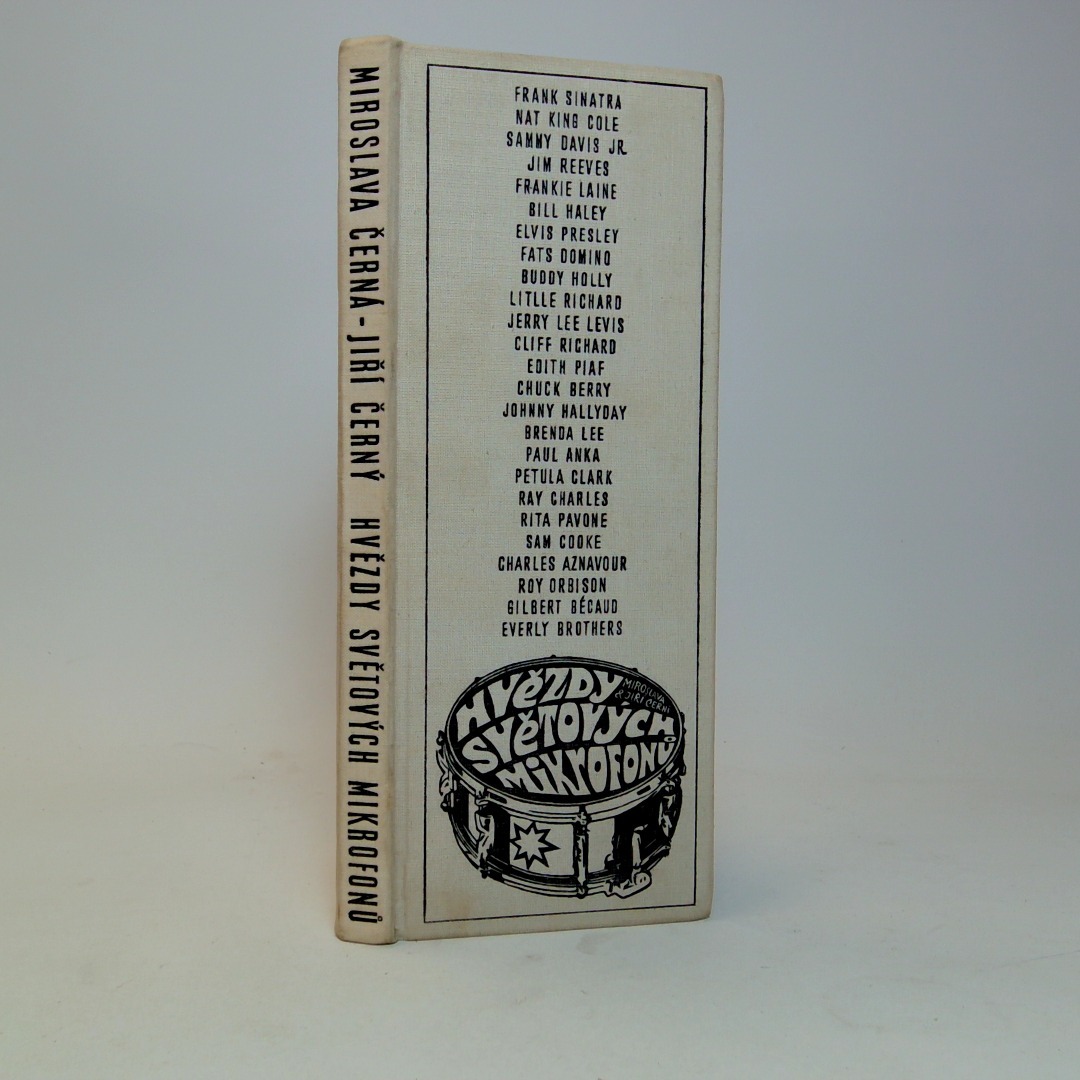 MIROSLAVA ČERNÁ - JIŘÍ ČERNÝ HVĚZDY SVĚTOVÝCH MIKROFONŮ
FRANK SINATRA
NAT KING COLE
SAMMY DAVIS JR.
JIM REEVES
FRANKIE LAINE
BILL HALEY
ELVIS PRESLEY
FATS DOMINO
BUDDY HOLLY
LITLLE RICHARD
JERRY LEE LEVIS
CLIFF RICHARD
EDITH PIAF
CHUCK BERRY
JOHNNY HALLYDAY
BRENDA LEE
PAUL ANKA
PETULA CLARK
RAY CHARLES
RITA PAVONE
SAM COOKE
CHARLES AZNAVOUR
ROY ORBISON
GILBERT BÉCAUD
EVERLY BROTHERS
HVĚZDY
MIROSLAVA
& JIŘÍ ČERNÍ
SVĚTOVÝCH
MIKROFONŮ